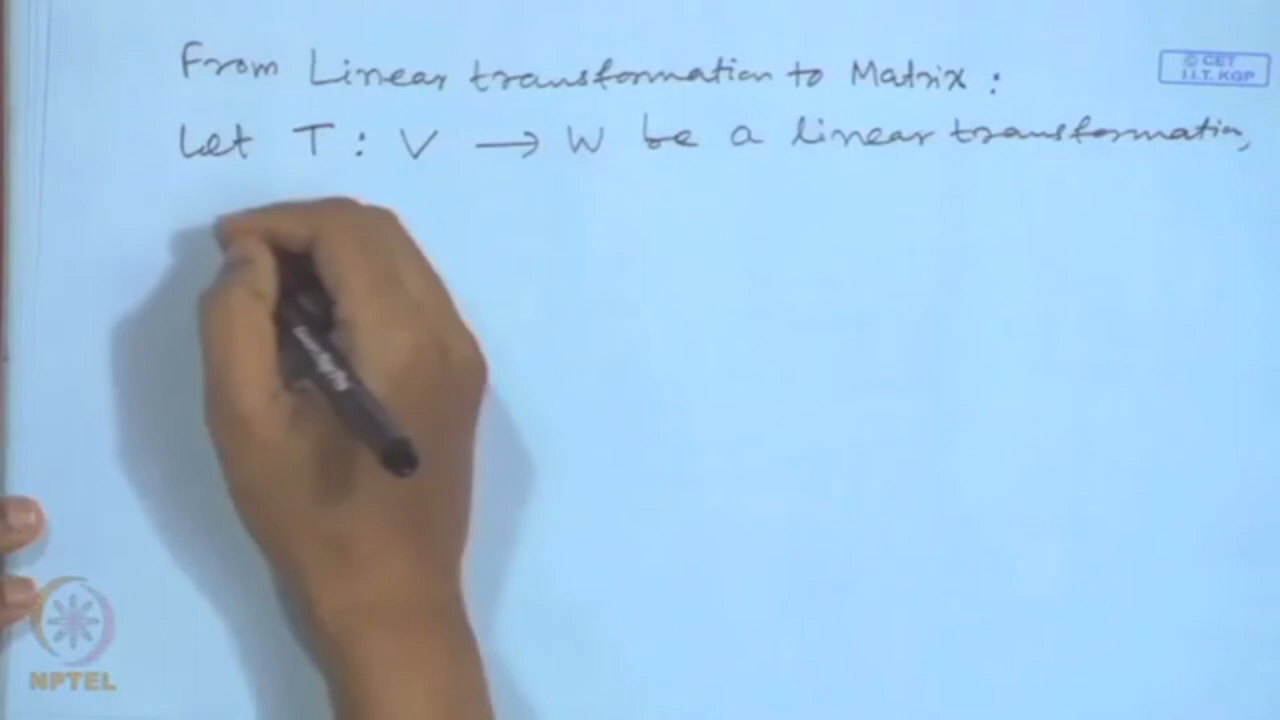 From Linear transformation to Matrix :
© CET
I.I.T. KGP
Let T : V → W be a linear transformation,
NPTEL